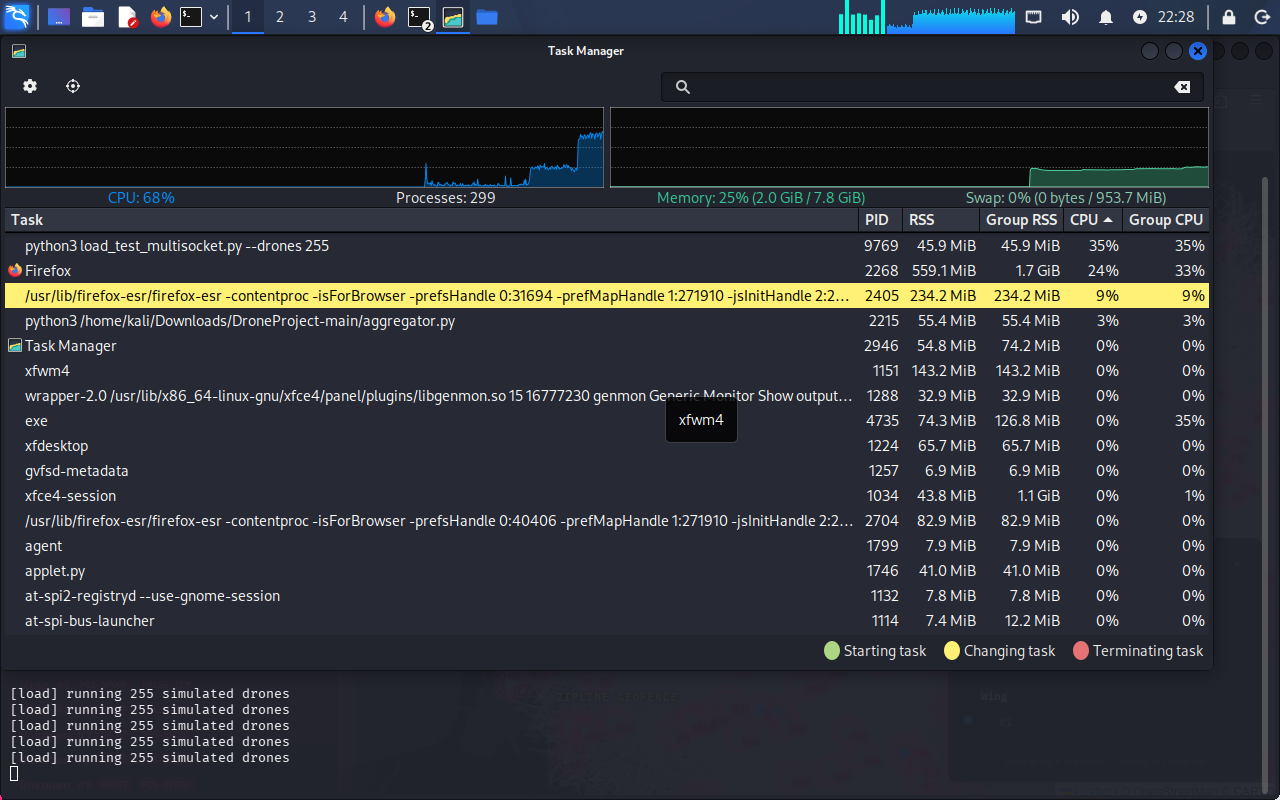 1 2 3 4 2 22:28
Task Manager
CPU: 68% Processes: 299 Memory: 25% (2.0 GiB / 7.8 GiB) Swap: 0% (0 bytes / 953.7 MiB)
Task PID RSS Group RSS CPU Group CPU
python3 load_test_multisocket.py --drones 255 9769 45.9 MiB 45.9 MiB 35% 35%
Firefox 2268 559.1 MiB 1.7 GiB 24% 33%
/usr/lib/firefox-esr/firefox-esr -contentproc -isForBrowser -prefsHandle 0:31694 -prefMapHandle 1:271910 -jsInitHandle 2:2... 2405 234.2 MiB 234.2 MiB 9% 9%
python3 /home/kali/Downloads/DroneProject-main/aggregator.py 2215 55.4 MiB 55.4 MiB 3% 3%
Task Manager 2946 54.8 MiB 74.2 MiB 0% 0%
xfwm4 1151 143.2 MiB 143.2 MiB 0% 0%
wrapper-2.0 /usr/lib/x86_64-linux-gnu/xfce4/panel/plugins/libgenmon.so 15 16777230 genmon Generic Monitor Show output... 1288 32.9 MiB 32.9 MiB 0% 0%
exe 4735 74.3 MiB 126.8 MiB 0% 35%
xfwm4
xfdesktop 1224 65.7 MiB 65.7 MiB 0% 0%
gvfsd-metadata 1257 6.9 MiB 6.9 MiB 0% 0%
xfce4-session 1034 43.8 MiB 1.1 GiB 0% 1%
/usr/lib/firefox-esr/firefox-esr -contentproc -isForBrowser -prefsHandle 0:40406 -prefMapHandle 1:271910 -jsInitHandle 2:2... 2704 82.9 MiB 82.9 MiB 0% 0%
agent 1799 7.9 MiB 7.9 MiB 0% 0%
applet.py 1746 41.0 MiB 41.0 MiB 0% 0%
at-spi2-registryd --use-gnome-session 1132 7.8 MiB 7.8 MiB 0% 0%
at-spi-bus-launcher 1114 7.4 MiB 12.2 MiB 0% 0%
Starting task Changing task Terminating task
[load] running 255 simulated drones
[load] running 255 simulated drones
[load] running 255 simulated drones
[load] running 255 simulated drones
[load] running 255 simulated drones
ZIPLINE GEOFENCE
Wing